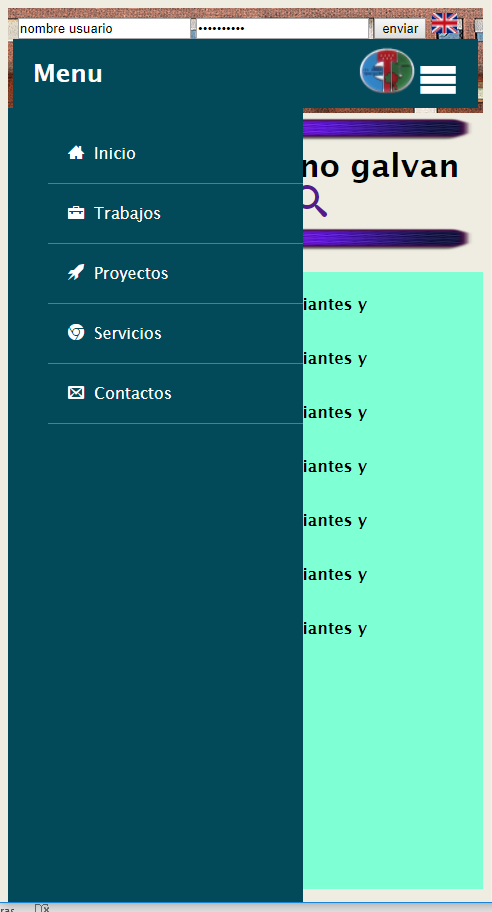 nombre usuario
••••••••••
enviar
Menu
no galvan
Inicio
Trabajos
Proyectos
Servicios
Contactos
iantes y
iantes y
iantes y
iantes y
iantes y
iantes y
iantes y